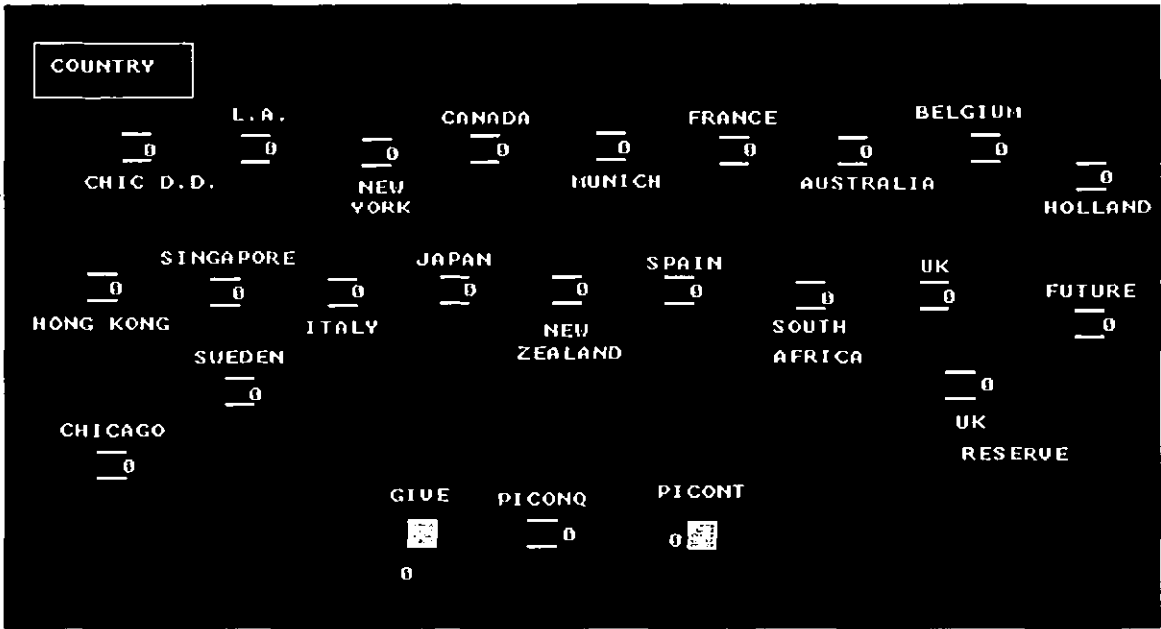 COUNTRY
L.A. CANADA FRANCE BELGIUM
0 0 0 0 0 0 0 0
0
CHIC D.D. NEW MUNICH AUSTRALIA
YORK HOLLAND
SINGAPORE JAPAN SPAIN UK
0 0 0 0 0 0 0 0 FUTURE
HONG KONG ITALY NEW SOUTH 0
SWEDEN ZEALAND AFRICA
0 0
CHICAGO UK
0 RESERVE
GIVE PICONQ PICONT
0 0
0